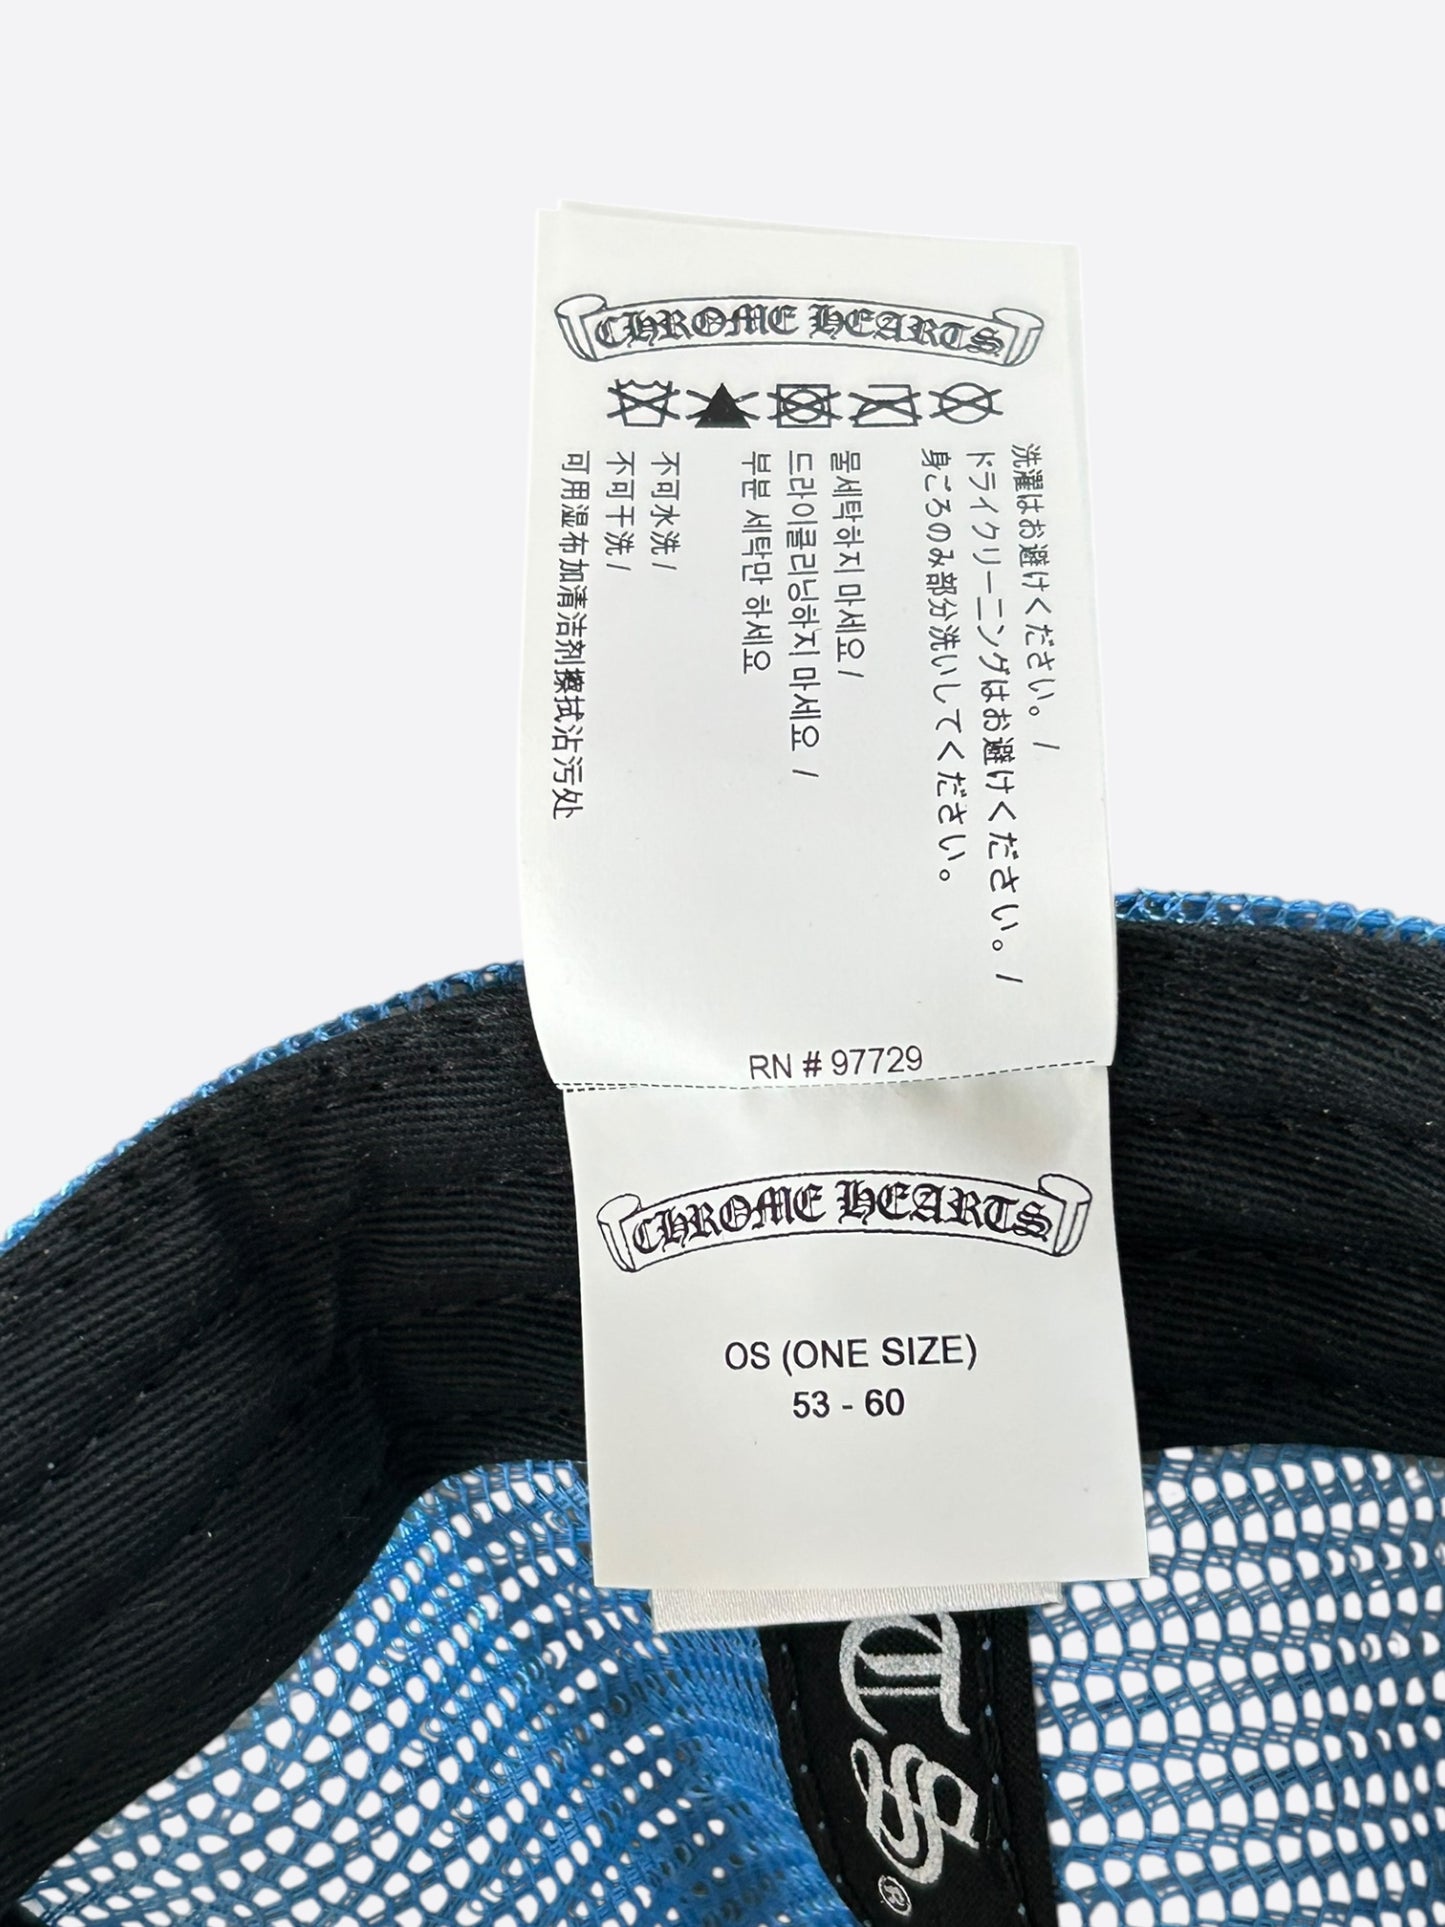 CHROME HEARTS
洗濯はお避けください。/
ドライクリーニングはお避けください。/
身ごろのみ部分洗いしてください。
물세탁하지 마세요 /
드라이클리닝하지 마세요 /
부분 세탁만 하세요
不可水洗 /
不可干洗 /
可用湿布加清洁剂擦拭沾污处
RN # 97729
CHROME HEARTS
OS (ONE SIZE)
53 - 60
TS®